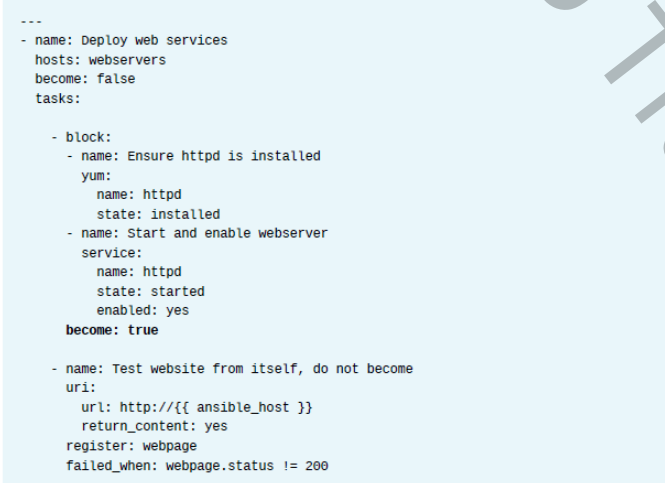 ---
- name: Deploy web services
  hosts: webservers
  become: false
  tasks:

    - block:
      - name: Ensure httpd is installed
        yum:
          name: httpd
          state: installed
      - name: Start and enable webserver
        service:
          name: httpd
          state: started
          enabled: yes
      become: true

    - name: Test website from itself, do not become
      uri:
        url: http://{{ ansible_host }}
        return_content: yes
      register: webpage
      failed_when: webpage.status != 200